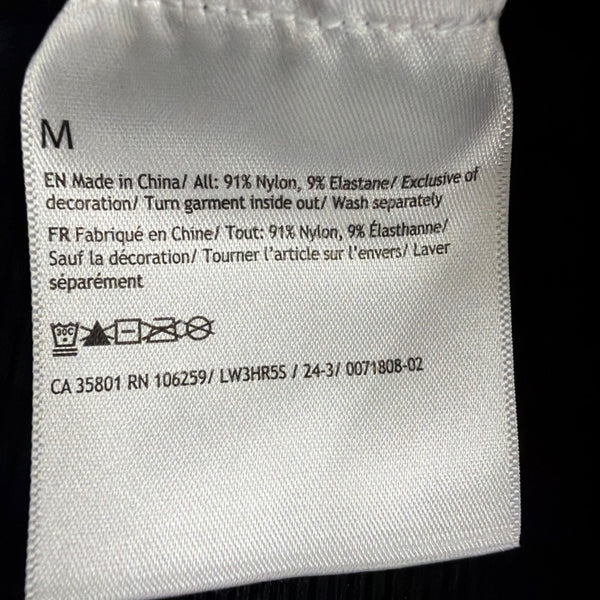 M
EN Made in China/ All: 91% Nylon, 9% Elastane/ Exclusive of
decoration/ Turn garment inside out/ Wash separately
FR Fabriqué en Chine/ Tout: 91% Nylon, 9% Élasthanne/
Sauf la décoration/ Tourner l'article sur l'envers/ Laver
séparément
30C
CA 35801 RN 106259/ LW3HR5S / 24-3/ 0071808-02